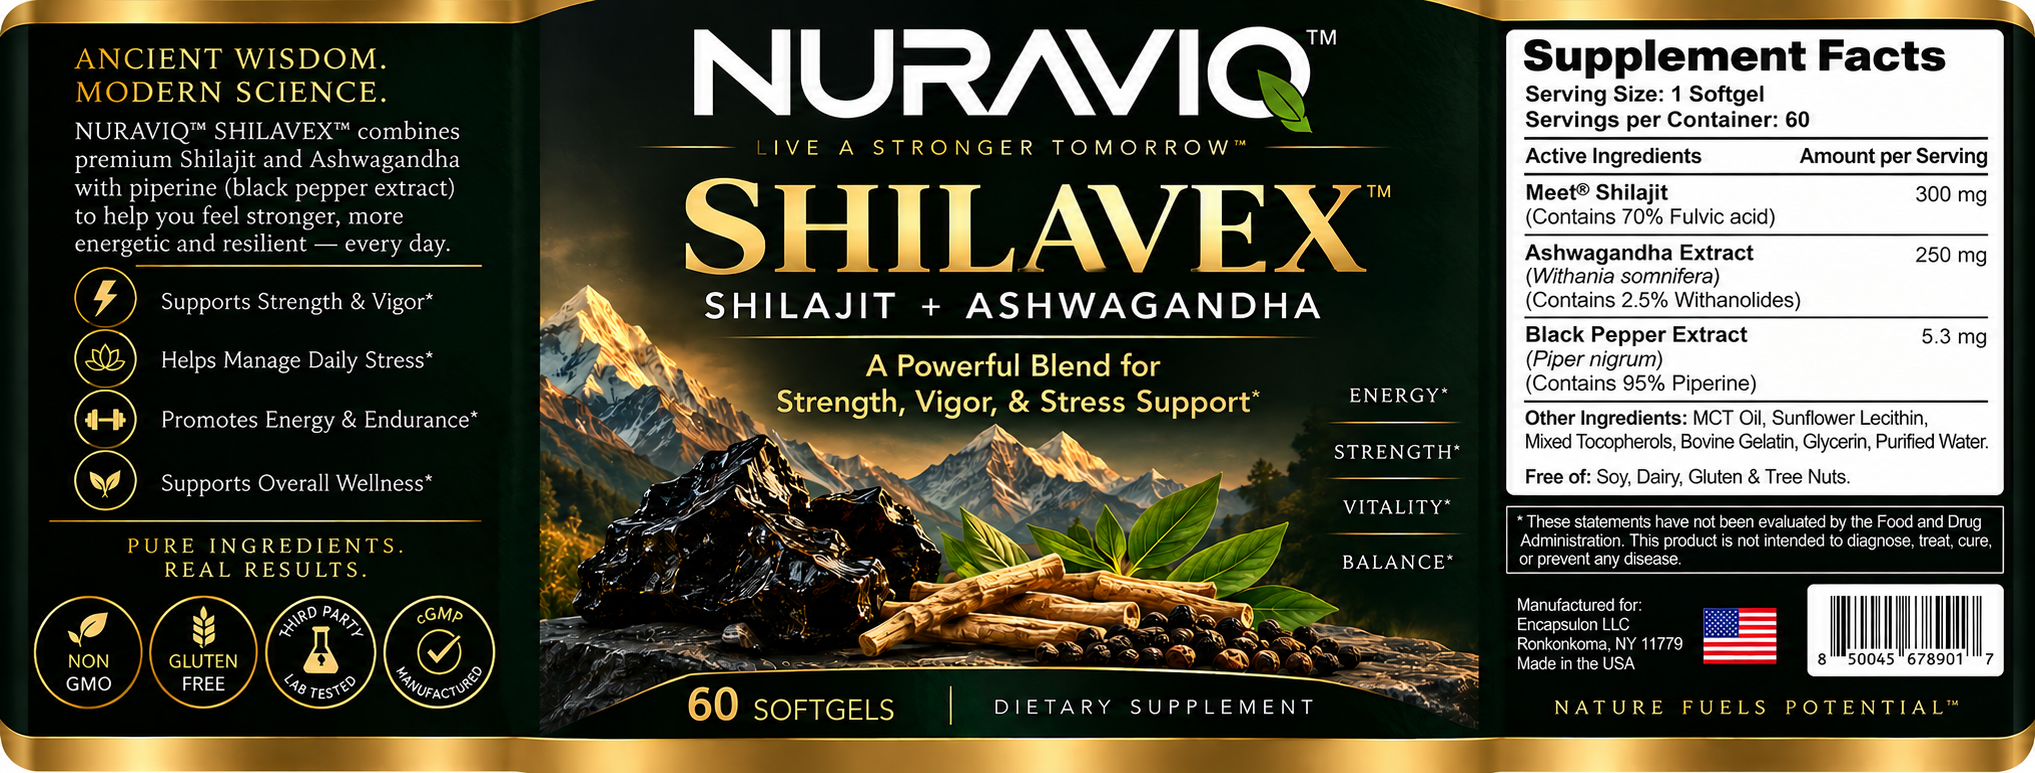 ANCIENT WISDOM.
MODERN SCIENCE.
NURAVIQ™ SHILAVEX™ combines
premium Shilajit and Ashwagandha
with piperine (black pepper extract)
to help you feel stronger, more
energetic and resilient — every day.
Supports Strength & Vigor*
Helps Manage Daily Stress*
Promotes Energy & Endurance*
Supports Overall Wellness*
PURE INGREDIENTS.
REAL RESULTS.
NON
GMO
GLUTEN
FREE
THIRD PARTY
LAB TESTED
cGMP
MANUFACTURED
NURAVIQ™
LIVE A STRONGER TOMORROW™
SHILAVEX™
SHILAJIT + ASHWAGANDHA
A Powerful Blend for
Strength, Vigor, & Stress Support*
ENERGY*
STRENGTH*
VITALITY*
BALANCE*
60 SOFTGELS
DIETARY SUPPLEMENT
Supplement Facts
Serving Size: 1 Softgel
Servings per Container: 60
Active Ingredients Amount per Serving
Meet® Shilajit 300 mg
(Contains 70% Fulvic acid)
Ashwagandha Extract 250 mg
(Withania somnifera)
(Contains 2.5% Withanolides)
Black Pepper Extract 5.3 mg
(Piper nigrum)
(Contains 95% Piperine)
Other Ingredients: MCT Oil, Sunflower Lecithin,
Mixed Tocopherols, Bovine Gelatin, Glycerin, Purified Water.
Free of: Soy, Dairy, Gluten & Tree Nuts.
* These statements have not been evaluated by the Food and Drug
Administration. This product is not intended to diagnose, treat, cure,
or prevent any disease.
Manufactured for:
Encapsulon LLC
Ronkonkoma, NY 11779
Made in the USA
8 50045 678901 7
NATURE FUELS POTENTIAL™